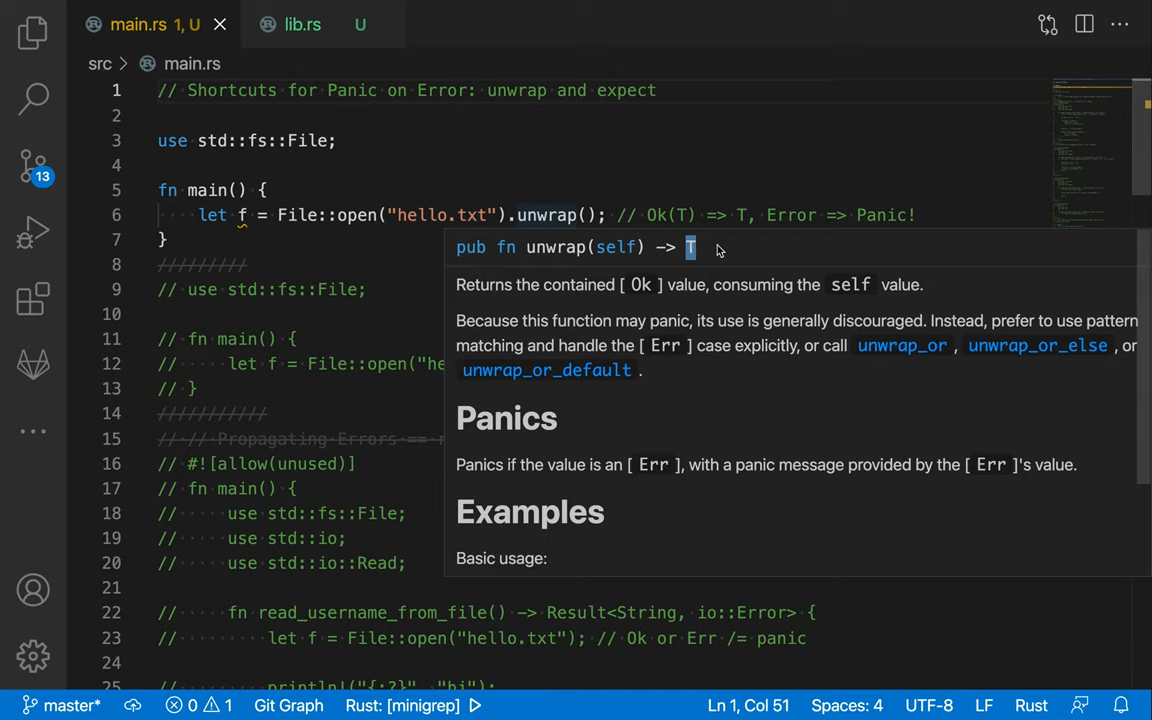 main.rs 1, U
lib.rs U
src > main.rs
1 // Shortcuts for Panic on Error: unwrap and expect
2
3 use std::fs::File;
4
5 fn main() {
6 let f = File::open("hello.txt").unwrap(); // Ok(T) => T, Error => Panic!
7 }
pub fn unwrap(self) -> T
Returns the contained [ Ok ] value, consuming the self value.
Because this function may panic, its use is generally discouraged. Instead, prefer to use pattern
matching and handle the [ Err ] case explicitly, or call unwrap_or , unwrap_or_else , or
unwrap_or_default .
Panics
Panics if the value is an [ Err ], with a panic message provided by the [ Err ]'s value.
Examples
Basic usage:
8 /////////
9 // use std::fs::File;
10
11 // fn main() {
12 // let f = File::open("he
13 // }
14 ///////////
15 // // Propagating Errors ==
16 // #![allow(unused)]
17 // fn main() {
18 // use std::fs::File;
19 // use std::io;
20 // use std::io::Read;
21
22 // fn read_username_from_file() -> Result<String, io::Error> {
23 // let f = File::open("hello.txt"); // Ok or Err /= panic
24
25 // println!("{:?}", "hi");
13
master* 0 1 Git Graph Rust: [minigrep] Ln 1, Col 51 Spaces: 4 UTF-8 LF Rust